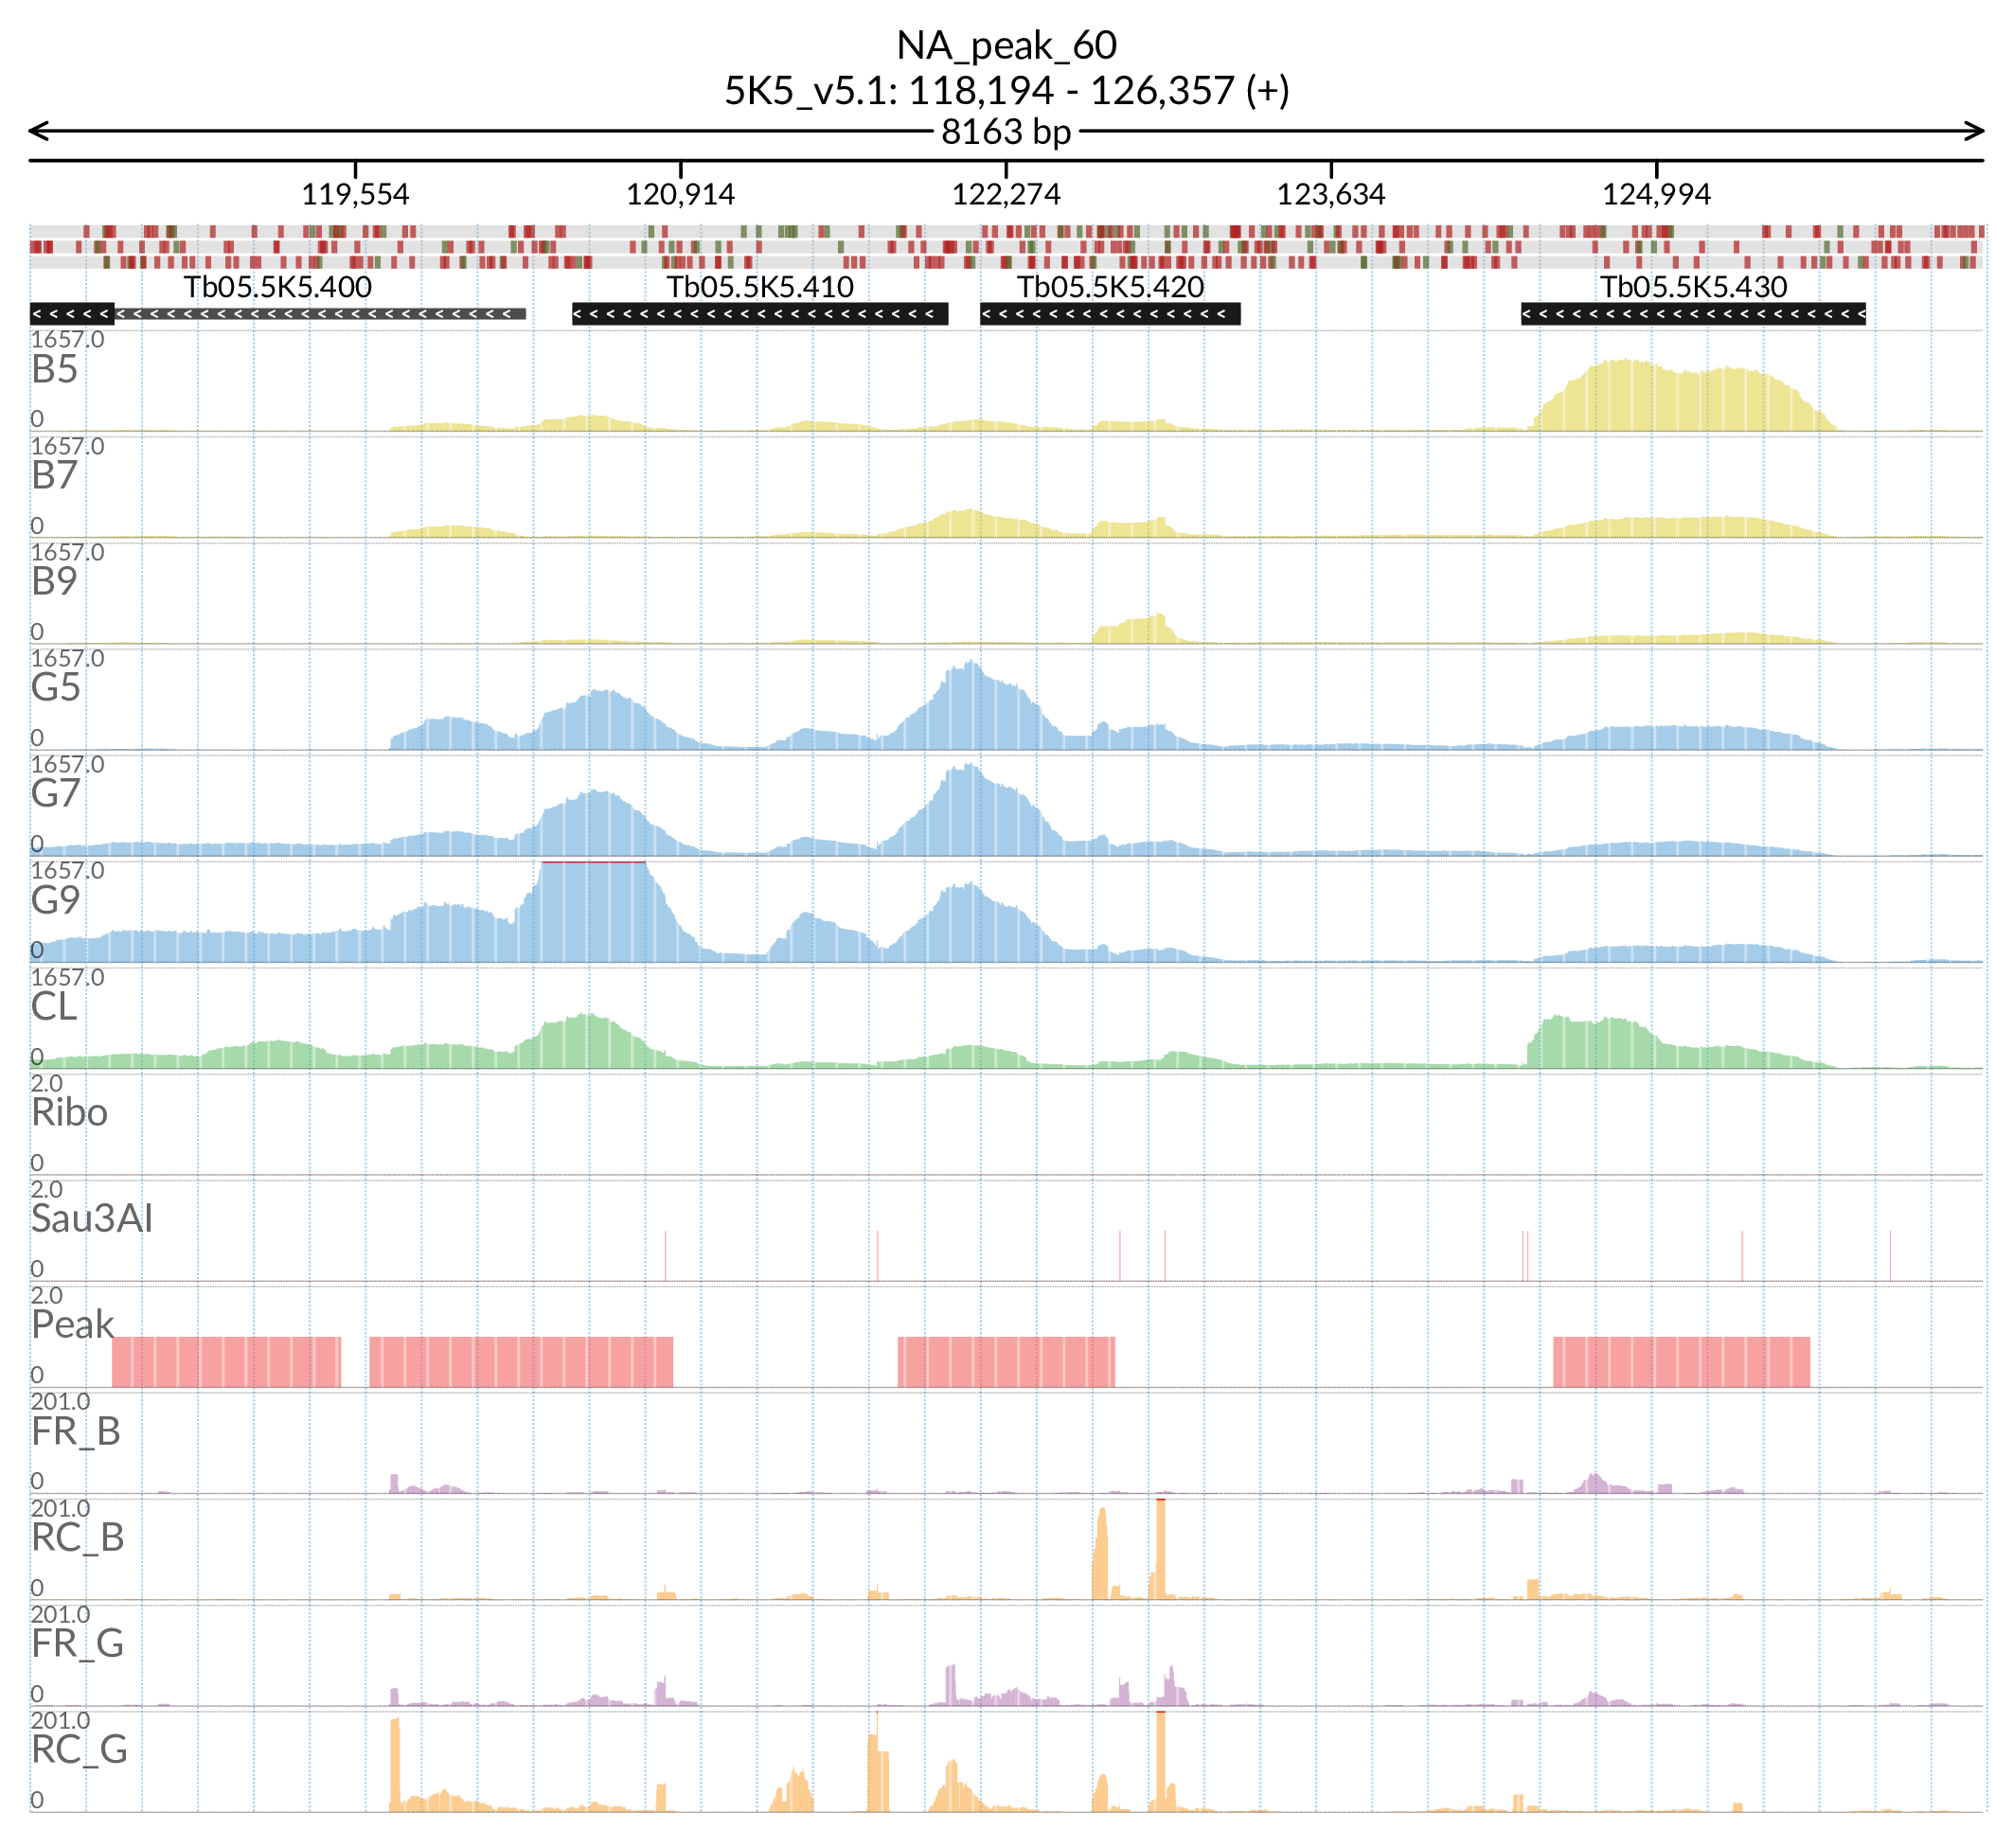 NA_peak_60
5K5_v5.1: 118,194 - 126,357 (+)
8163 bp
119,554 120,914 122,274 123,634 124,994
Tb05.5K5.400 Tb05.5K5.410 Tb05.5K5.420 Tb05.5K5.430
1657.0
B5
0
1657.0
B7
0
1657.0
B9
0
1657.0
G5
0
1657.0
G7
0
1657.0
G9
0
1657.0
CL
0
2.0
Ribo
0
2.0
Sau3AI
0
2.0
Peak
0
201.0
FR_B
0
201.0
RC_B
0
201.0
FR_G
0
201.0
RC_G
0